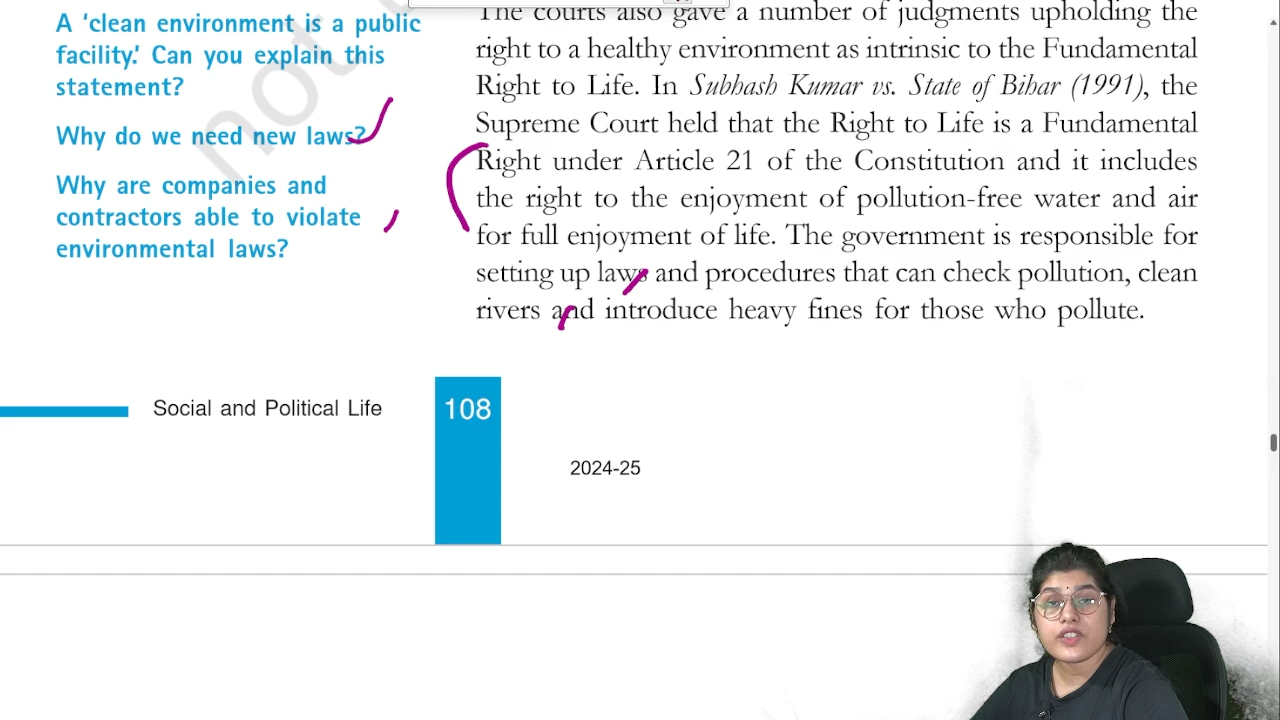 A ‘clean environment is a public
facility.’ Can you explain this
statement?
Why do we need new laws?
Why are companies and
contractors able to violate
environmental laws?
The courts also gave a number of judgments upholding the
right to a healthy environment as intrinsic to the Fundamental
Right to Life. In Subhash Kumar vs. State of Bihar (1991), the
Supreme Court held that the Right to Life is a Fundamental
Right under Article 21 of the Constitution and it includes
the right to the enjoyment of pollution-free water and air
for full enjoyment of life. The government is responsible for
setting up laws and procedures that can check pollution, clean
rivers and introduce heavy fines for those who pollute.
Social and Political Life
108
2024-25
not